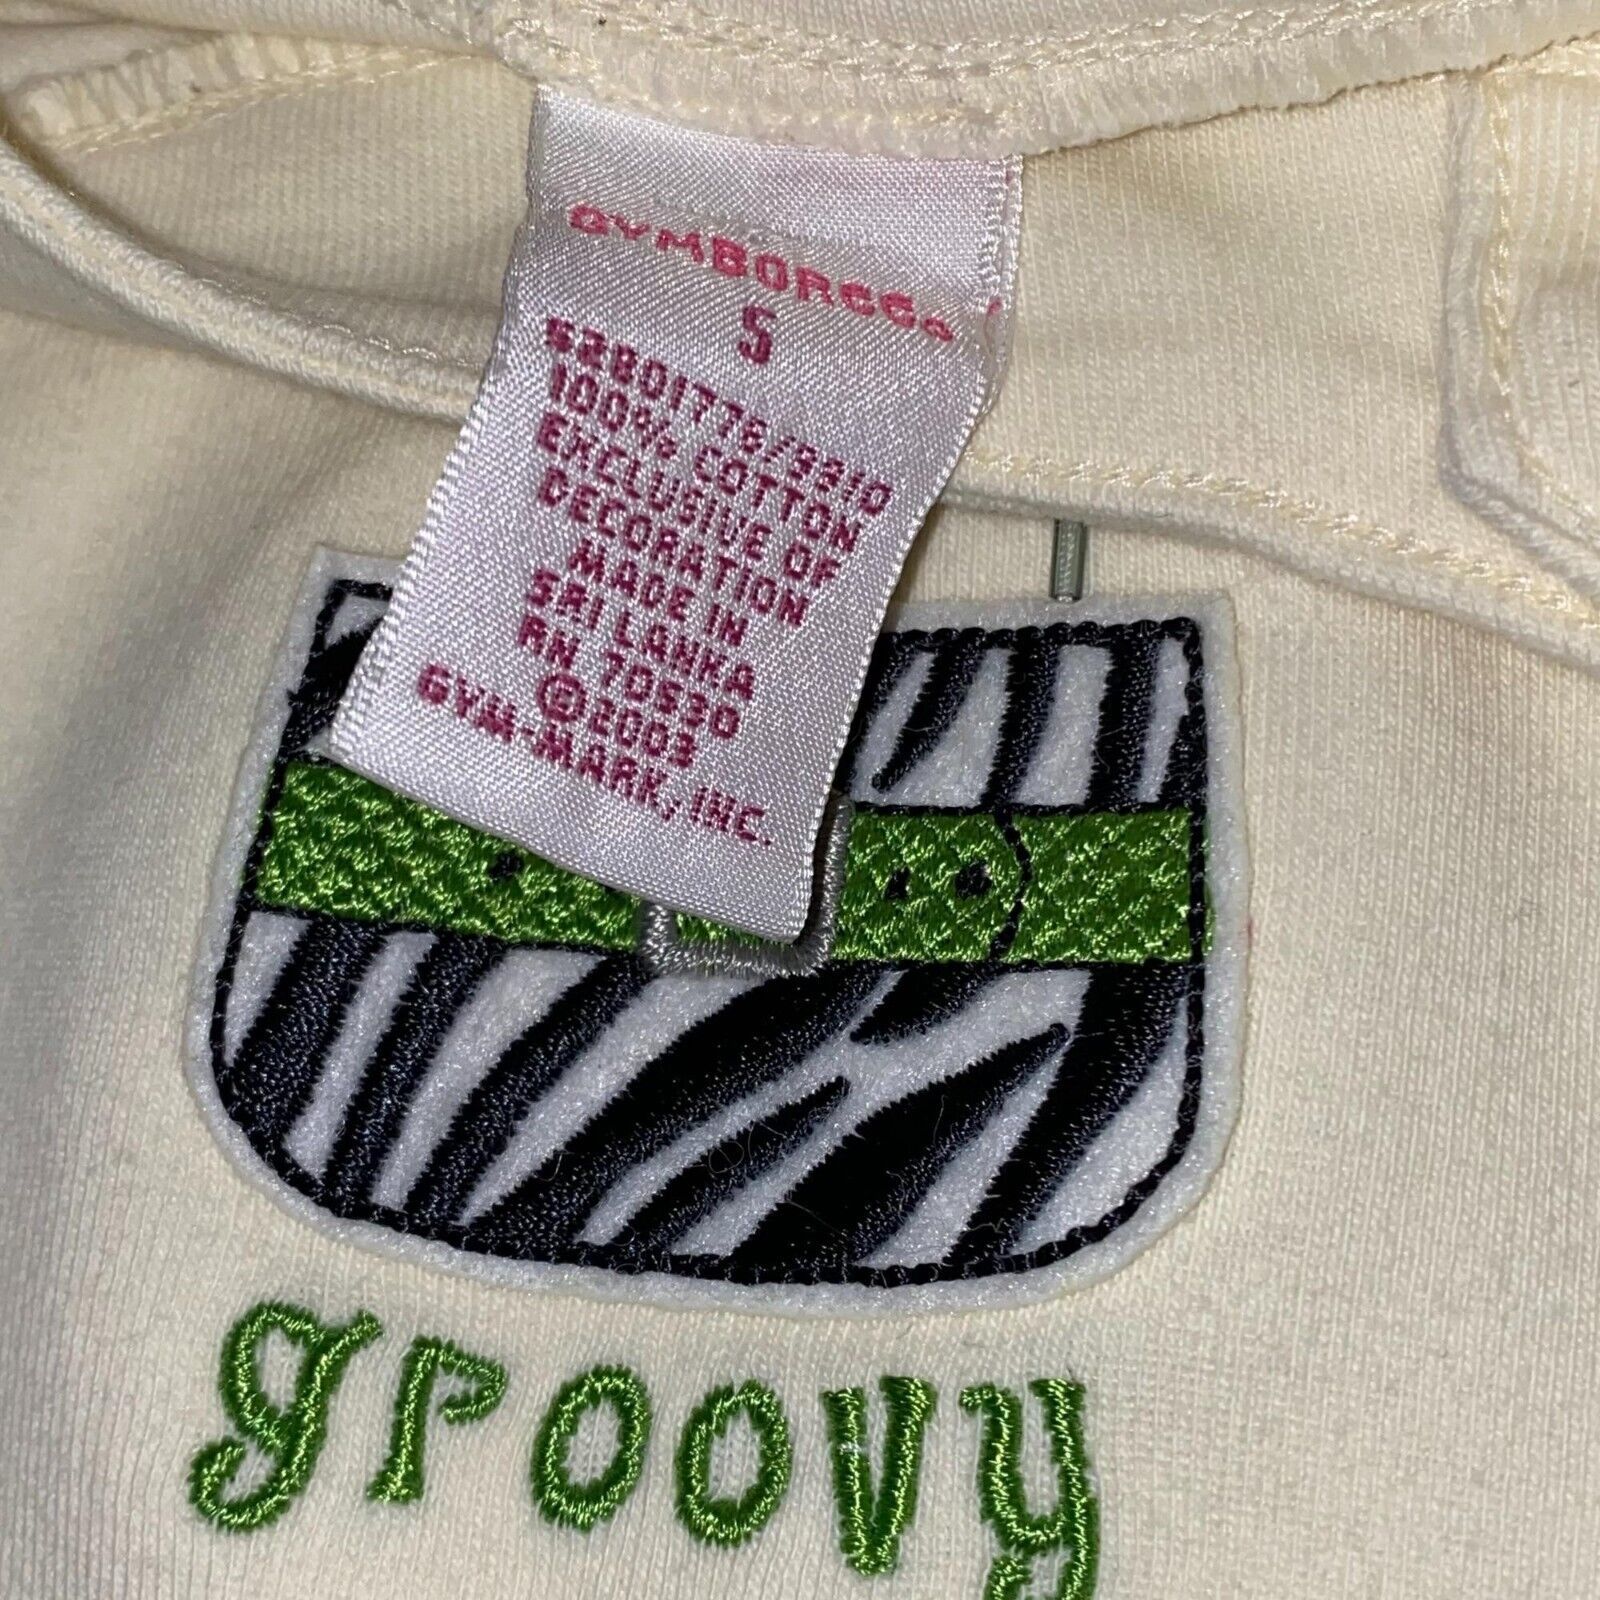 GYMBOREE
5
52801776/9910
100% COTTON
EXCLUSIVE OF
DECORATION
MADE IN
SRI LANKA
RN 70530
©2003
GYM-MARK, INC.
groovy